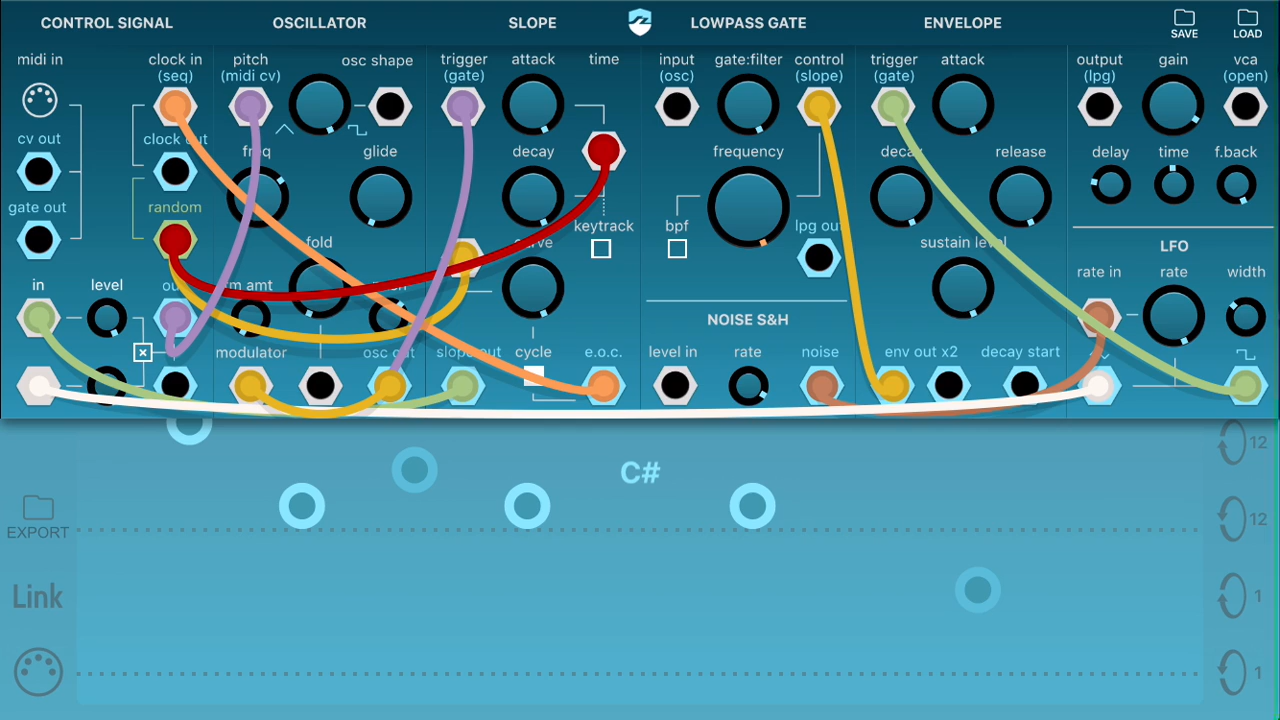 CONTROL SIGNAL
OSCILLATOR
SLOPE
LOWPASS GATE
ENVELOPE
SAVE
LOAD
midi in
clock in
(seq)
pitch
(midi cv)
osc shape
trigger
(gate)
attack
time
input
(osc)
gate:filter
control
(slope)
trigger
(gate)
attack
output
(lpg)
gain
vca
(open)
cv out
clock out
freq
glide
decay
frequency
decay
release
delay
time
f.back
gate out
random
fold
keytrack
curve
bpf
lpg out
sustain level
LFO
in
level
fm amt
rate in
rate
width
NOISE S&H
modulator
osc out
slope out
cycle
e.o.c.
level in
rate
noise
env out x2
decay start
12
C#
EXPORT
12
Link
1
1